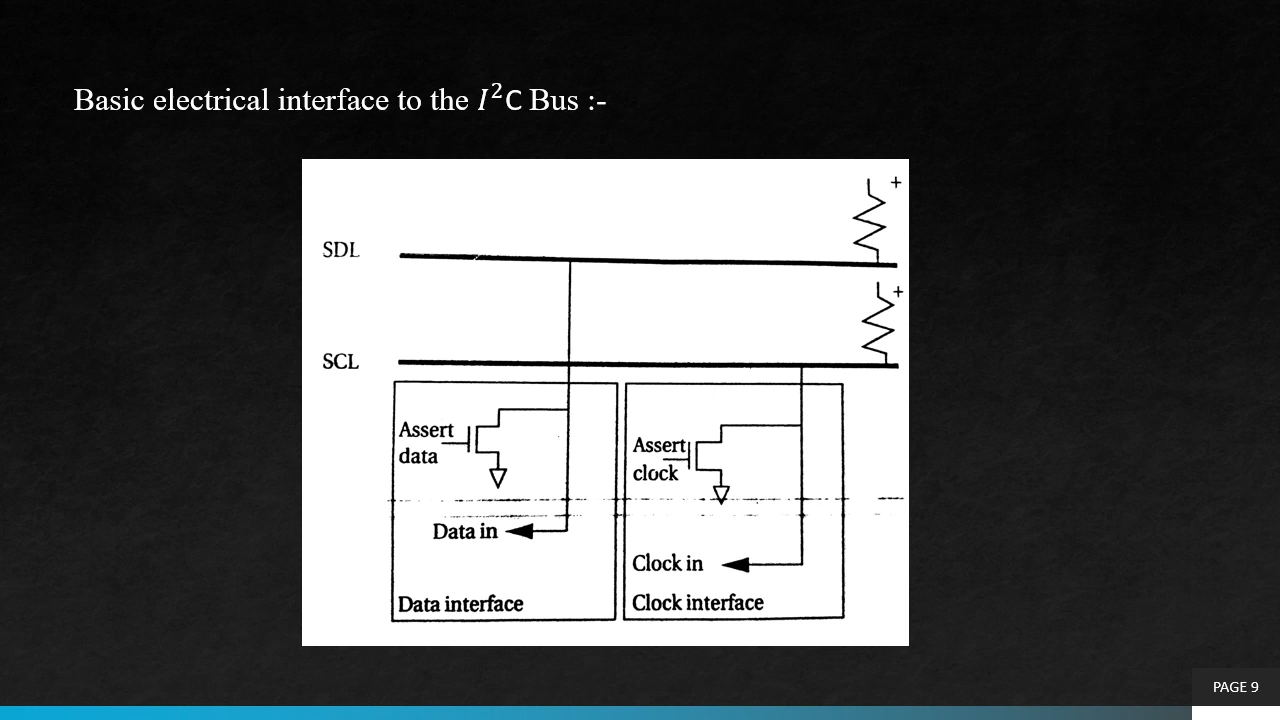 Basic electrical interface to the I²C Bus :-
+
SDL
+
SCL
Assert
data
Assert
clock
Data in
Clock in
Data interface
Clock interface
PAGE 9